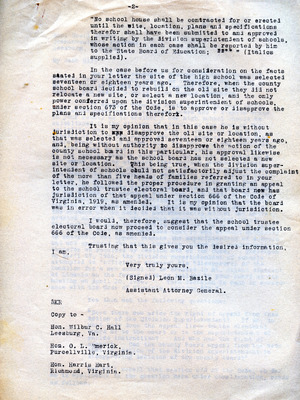 -2-
"No school house shall be contracted for or erected
until the site, location, plans and specifications
therefor shall have been submitted to and approved
in writing by the division superintendent of schools,
whose action in each case shall be reported by him
to the State Board of Education; **** " (Italics
supplied).
In the case before us for consideration on the facts
stated in your letter the site of the high school was selected
seventeen or eighteen years ago. Therefore, when the county
school board decided to rebuild on the old site they did not
relocate a new site, or select a new location, and the only
power conferred upon the division superintendent of schools,
under section 673 of the Code, is to approve or disapprove the
plans and specifications therefor.
It is my opinion that in this case he is without
jurisdiction to disapprove the old site or location, as
that was selected and approved seventeen or eighteen years ago,
and, being without authority to disapprove the action of the
county school board in this particular, his approval likewise
is not necessary as the school board has not selected a new
site or location. This being true, when the division super-
intendent of schools could not satisfactorily adjust the complaint
of the more than five heads of families referred to in your
letter, he followed the proper procedure in granting an appeal
to the school trustee electoral board, and that board now has
jurisdiction of that appeal under section 666 of the Code of
Virginia, 1919, as amended. It is my opinion that the board
was in error when it decided that it was without jurisdiction.
I would, therefore, suggest that the school trustee
electoral board now proceed to consider the appeal under section
666 of the Code, as amended.
Trusting that this gives you the desired information,
I am,
Very truly yours,
(Signed) Leon M. Bazile
Assistant Attorney General.
Copy to -
Hon. Wilbur C. Hall
Leesburg, Va.
Hon. O. L. Emerick,
Purcellville, Virginia.
Hon. Harris Hart,
Richmond, Virginia.